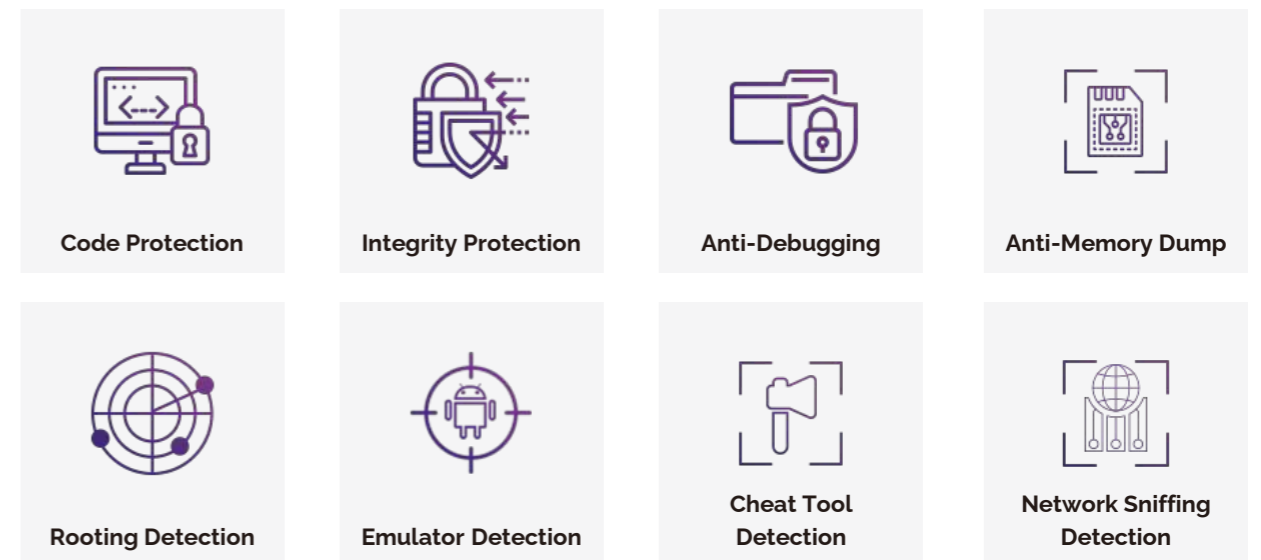 Code Protection
Integrity Protection
Anti-Debugging
Anti-Memory Dump
Rooting Detection
Emulator Detection
Cheat Tool
Detection
Network Sniffing
Detection